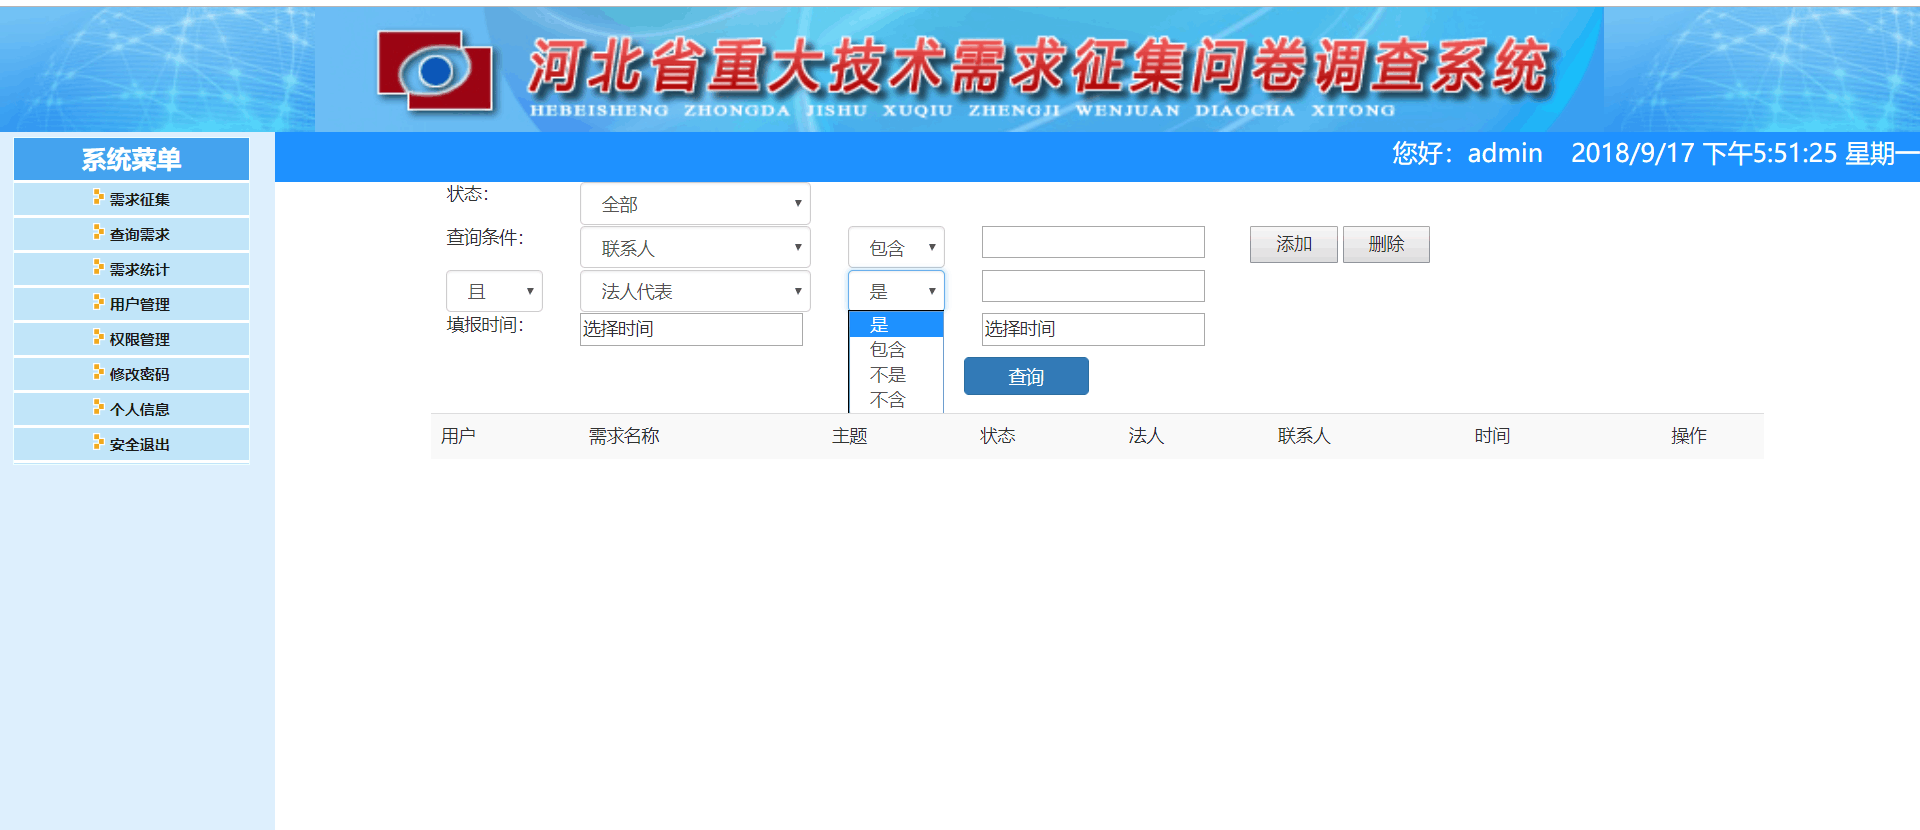 河北省重大技术需求征集问卷调查系统
HEBEISHENG ZHONGDA JISHU XUQIU ZHENGJI WENJUAN DIAOCHA XITONG
您好：admin 2018/9/17 下午5:51:25 星期一
系统菜单
需求征集
查询需求
需求统计
用户管理
权限管理
修改密码
个人信息
安全退出
状态： 全部
查询条件： 联系人 包含 添加 删除
且 法人代表 是
填报时间： 选择时间 选择时间
是
包含
不是
不含
查询
用户 需求名称 主题 状态 法人 联系人 时间 操作